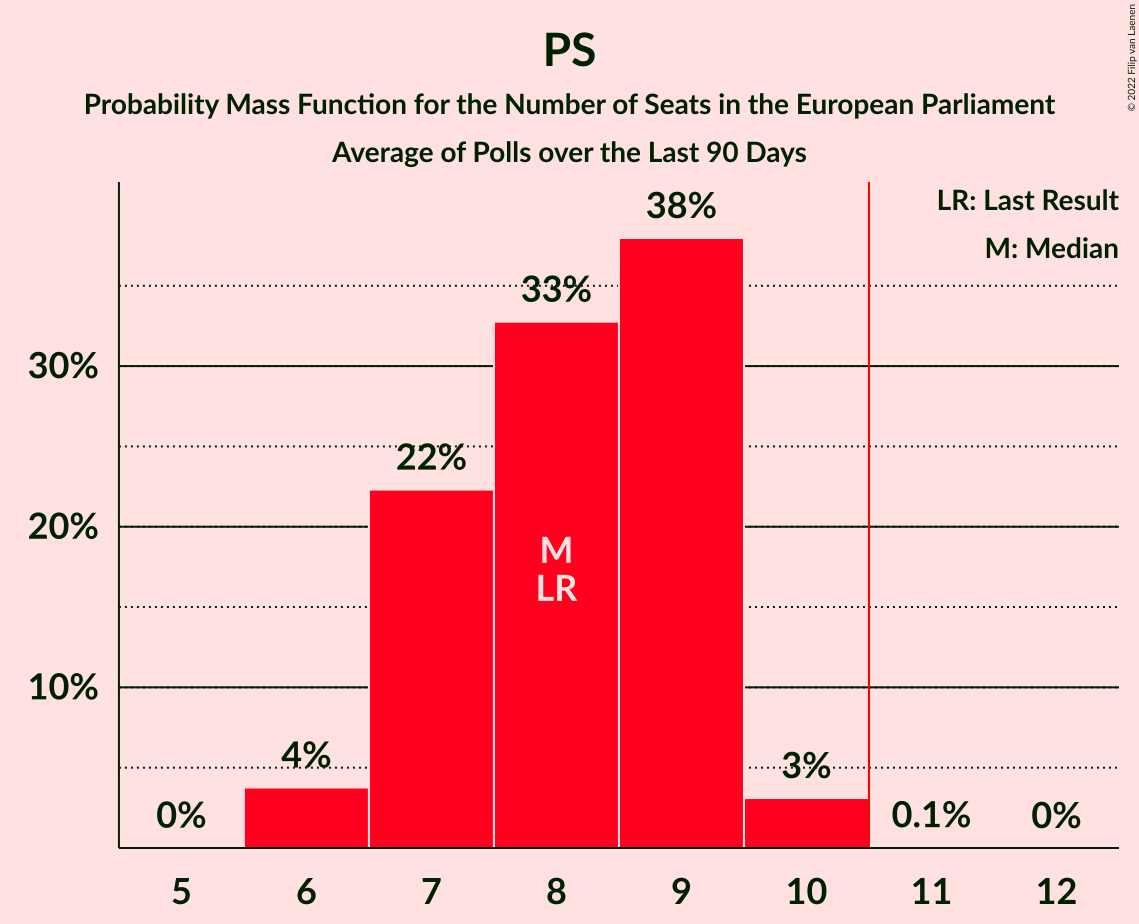 PS
Probability Mass Function for the Number of Seats in the European Parliament
Average of Polls over the Last 90 Days
© 2022 Filip van Laenen
LR: Last Result
M: Median
38%
33%
30%
22%
20%
M
LR
10%
4%
3%
0%
0.1%
0%
5 6 7 8 9 10 11 12